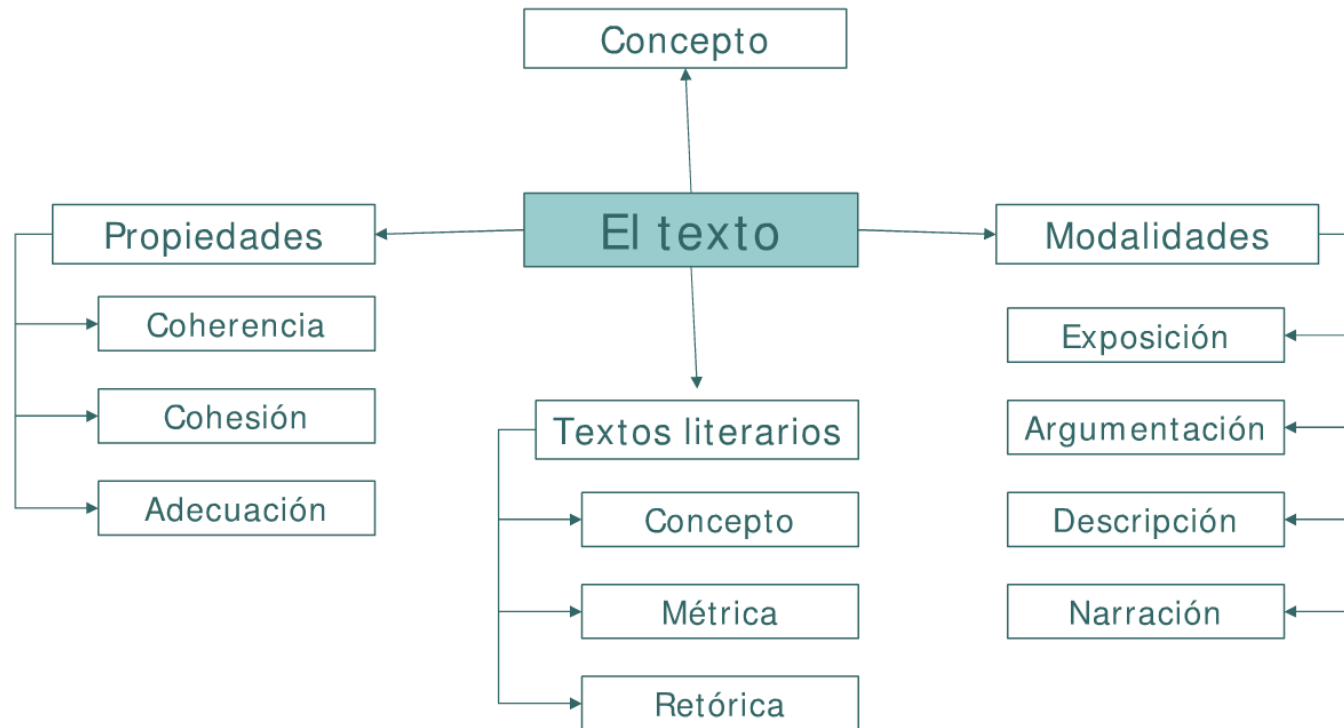 Concepto
El texto
Propiedades
Coherencia
Cohesión
Adecuación
Textos literarios
Concepto
Métrica
Retórica
Modalidades
Exposición
Argumentación
Descripción
Narración